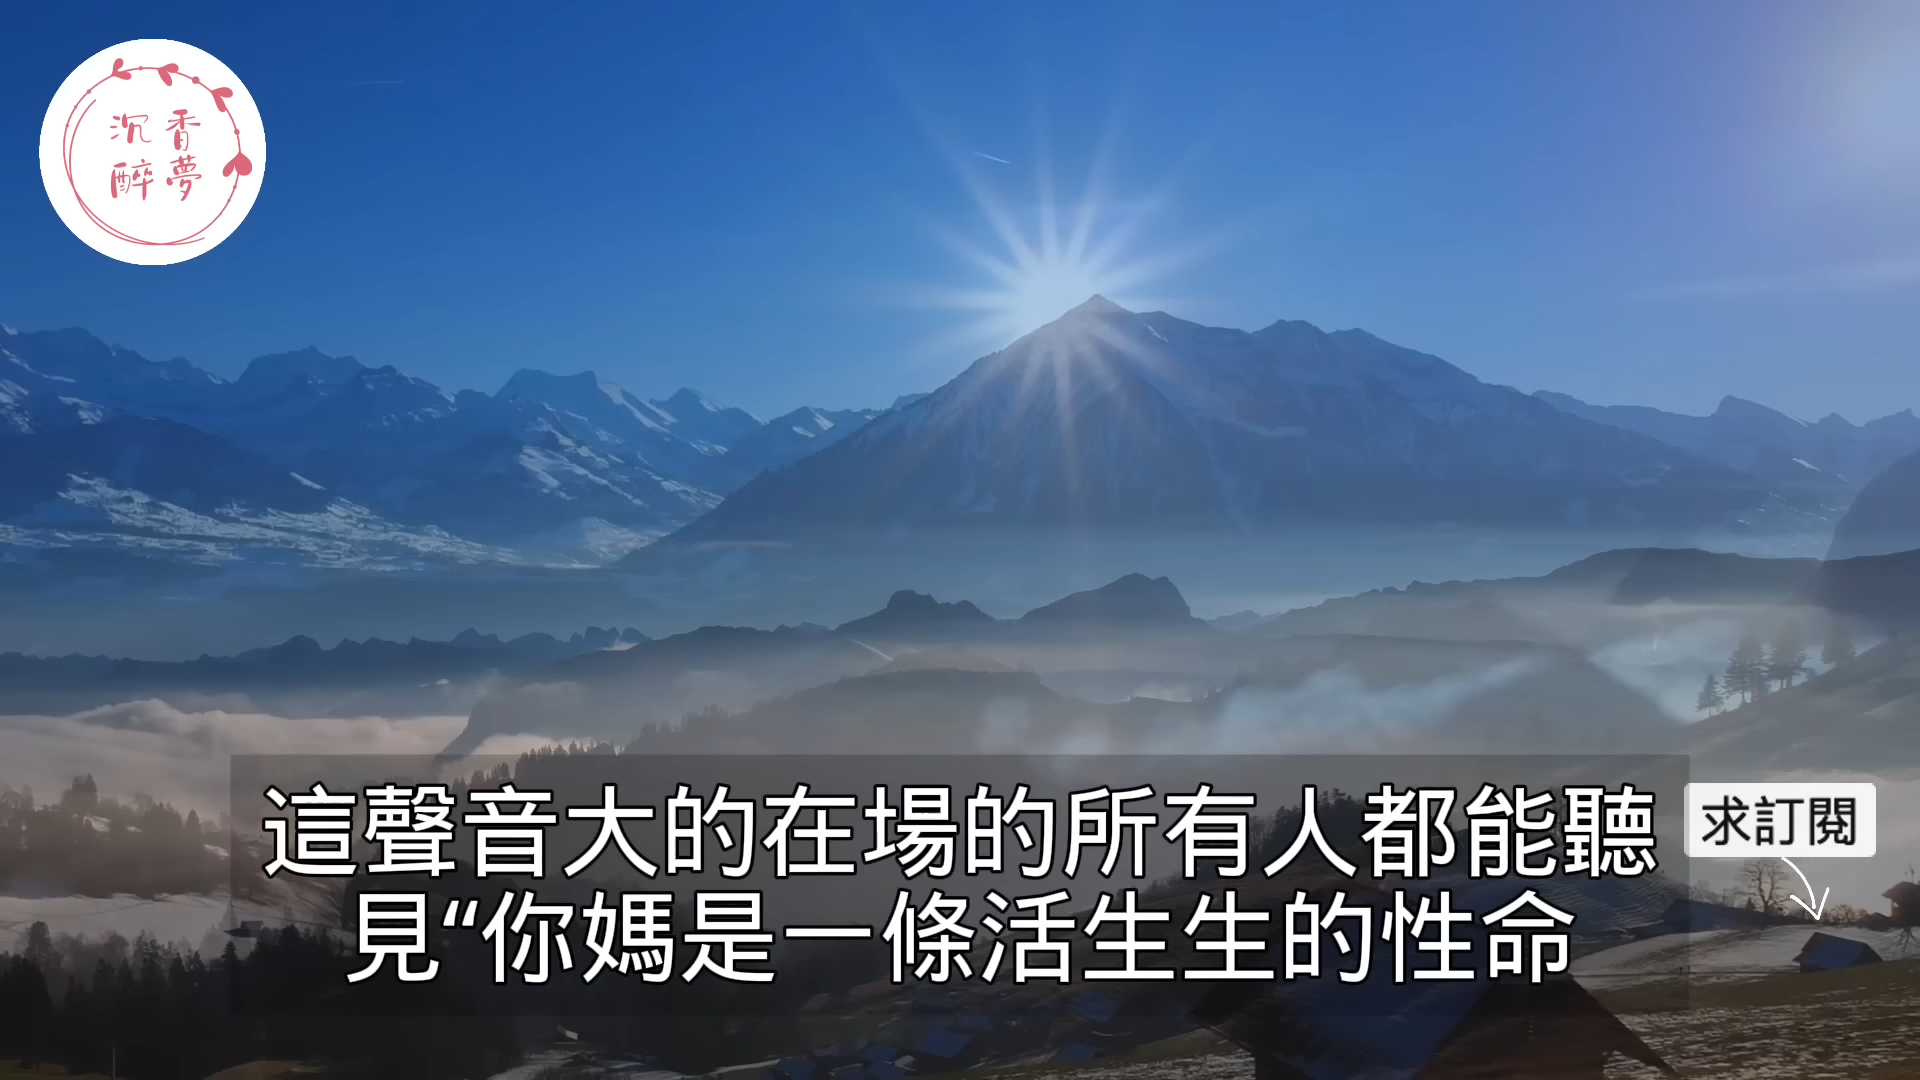 沉香
醉夢
這聲音大的在場的所有人都能聽
見“你媽是一條活生生的性命
求訂閱